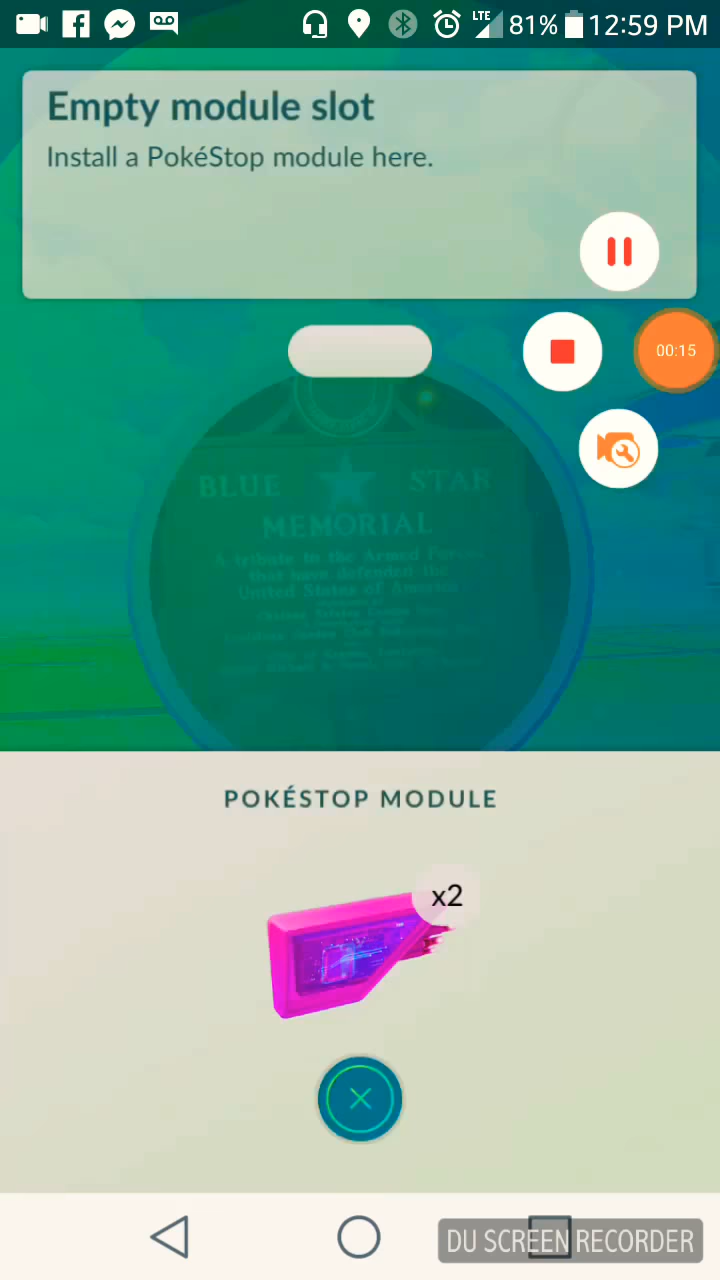 LTE 81% 12:59 PM
Empty module slot
Install a PokéStop module here.
00:15
BLUE STAR
MEMORIAL
A tribute to the Armed Forces
that have defended the
United States of America
POKÉSTOP MODULE
x2
DU SCREEN RECORDER